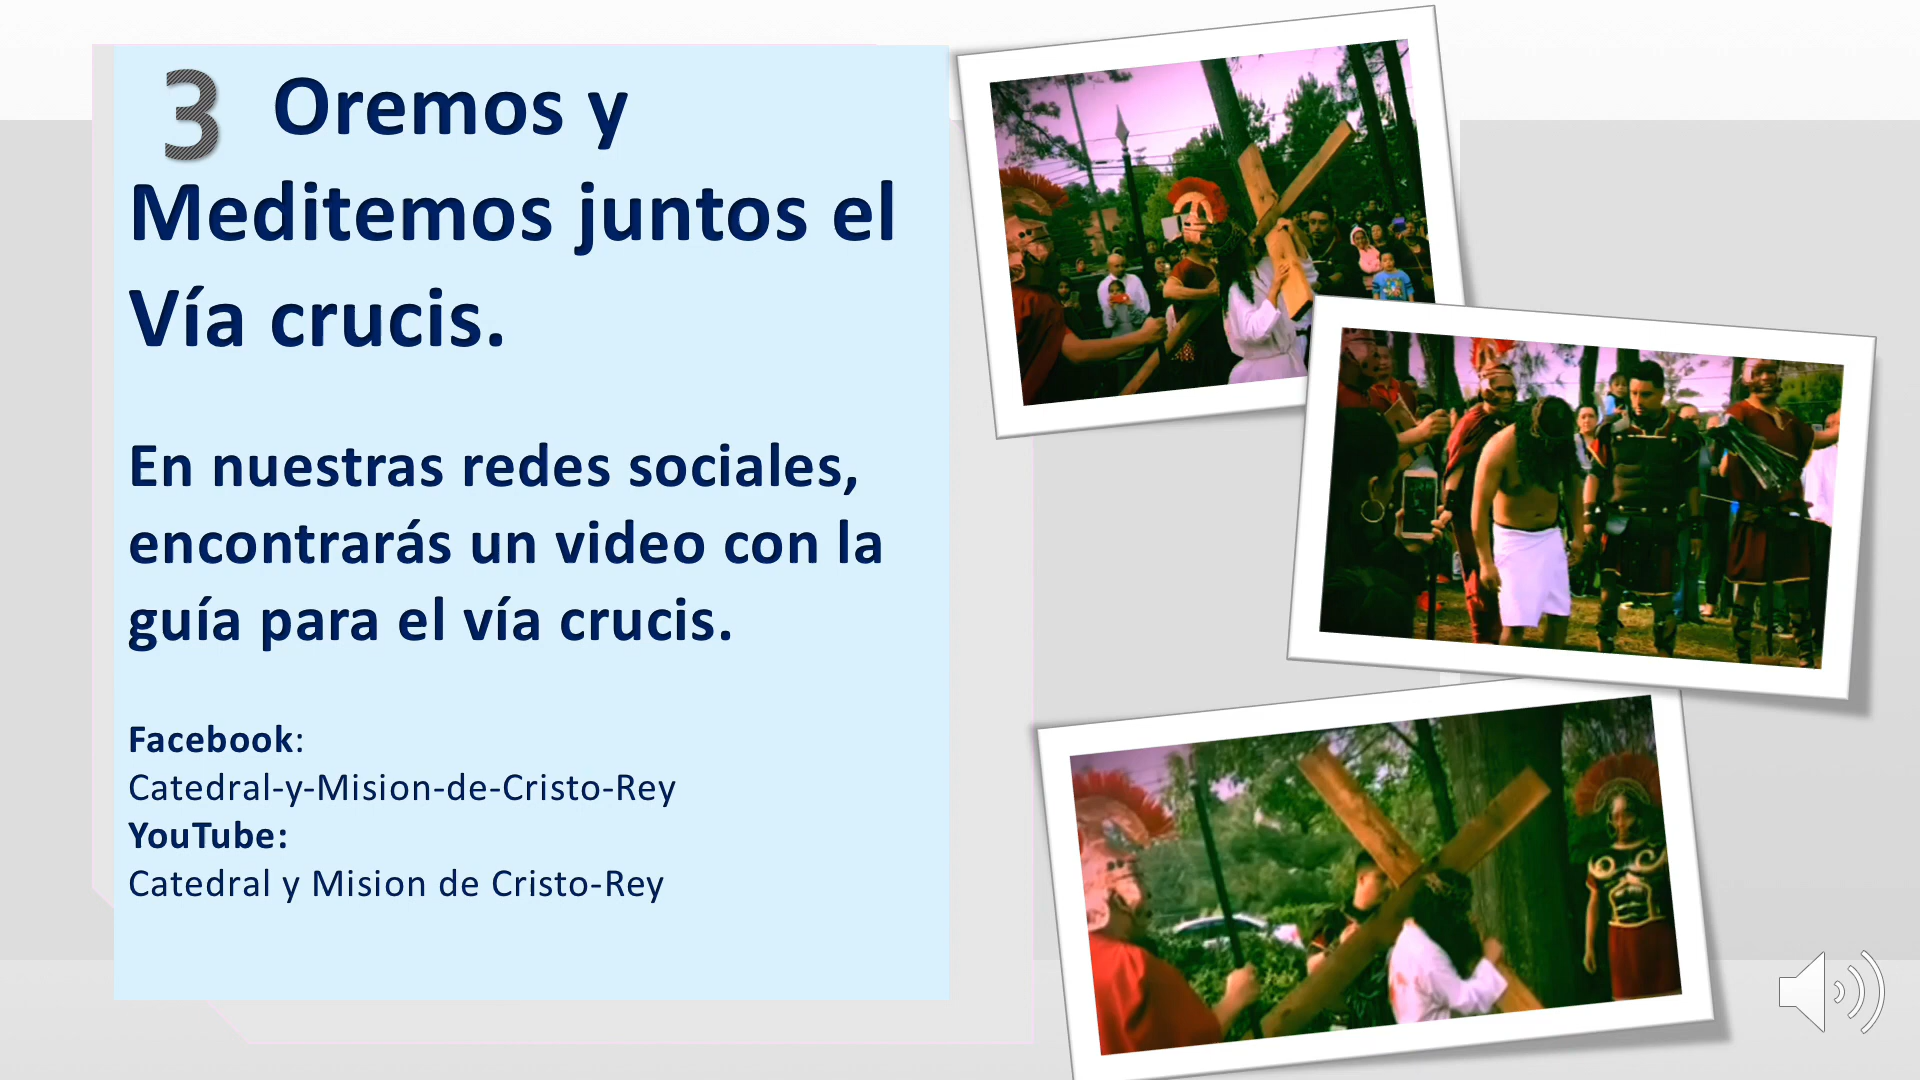 3 Oremos y
Meditemos juntos el
Vía crucis.
En nuestras redes sociales,
encontrarás un video con la
guía para el vía crucis.
Facebook:
Catedral-y-Mision-de-Cristo-Rey
YouTube:
Catedral y Mision de Cristo-Rey